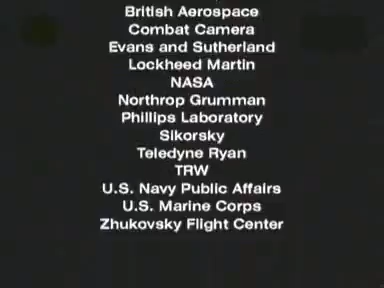 British Aerospace
Combat Camera
Evans and Sutherland
Lockheed Martin
NASA
Northrop Grumman
Phillips Laboratory
Sikorsky
Teledyne Ryan
TRW
U.S. Navy Public Affairs
U.S. Marine Corps
Zhukovsky Flight Center